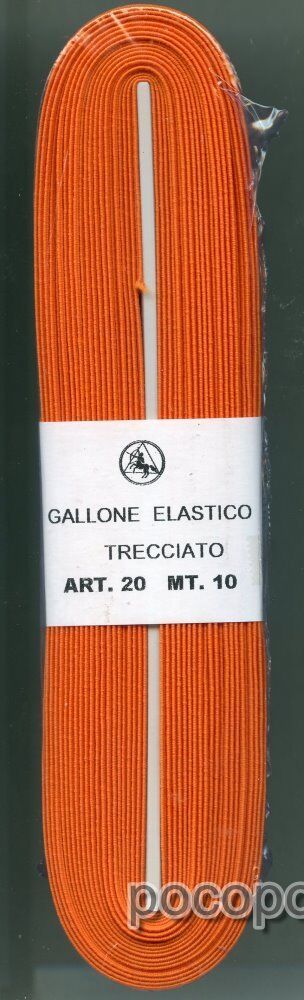 GALLONE ELASTICO
TRECCIATO
ART. 20 MT. 10
pocopo